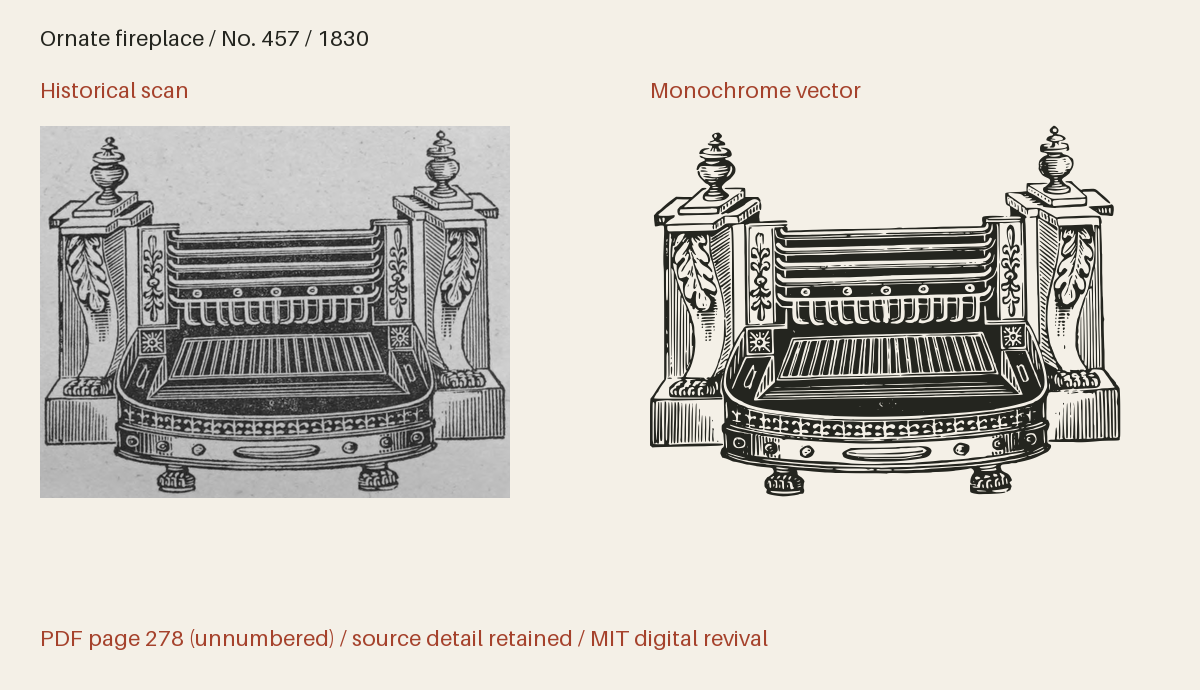 Ornate fireplace / No. 457 / 1830
Historical scan
Monochrome vector
PDF page 278 (unnumbered) / source detail retained / MIT digital revival